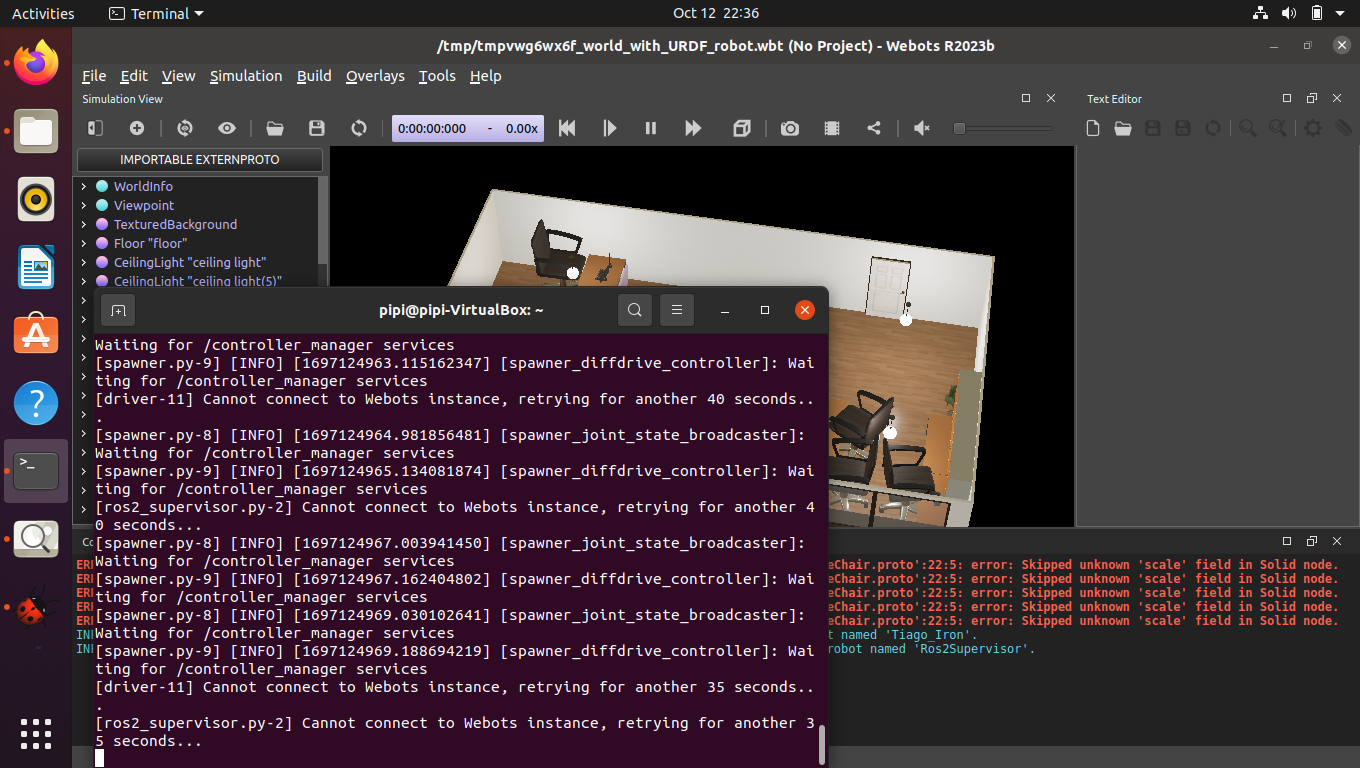 Activities
Terminal
Oct 12 22:36
/tmp/tmpvwg6wx6f_world_with_URDF_robot.wbt (No Project) - Webots R2023b
File Edit View Simulation Build Overlays Tools Help
Simulation View
Text Editor
0:00:00:000 - 0.00x
IMPORTABLE EXTERNPROTO
WorldInfo
Viewpoint
TexturedBackground
Floor "floor"
CeilingLight "ceiling light"
CeilingLight "ceiling light(5)"
pipi@pipi-VirtualBox: ~
Waiting for /controller_manager services
[spawner.py-9] [INFO] [1697124963.115162347] [spawner_diffdrive_controller]: Wai
ting for /controller_manager services
[driver-11] Cannot connect to Webots instance, retrying for another 40 seconds..
.
[spawner.py-8] [INFO] [1697124964.981856481] [spawner_joint_state_broadcaster]:
Waiting for /controller_manager services
[spawner.py-9] [INFO] [1697124965.134081874] [spawner_diffdrive_controller]: Wai
ting for /controller_manager services
[ros2_supervisor.py-2] Cannot connect to Webots instance, retrying for another 4
0 seconds...
[spawner.py-8] [INFO] [1697124967.003941450] [spawner_joint_state_broadcaster]:
Waiting for /controller_manager services
[spawner.py-9] [INFO] [1697124967.162404802] [spawner_diffdrive_controller]: Wai
ting for /controller_manager services
[spawner.py-8] [INFO] [1697124969.030102641] [spawner_joint_state_broadcaster]:
Waiting for /controller_manager services
[spawner.py-9] [INFO] [1697124969.188694219] [spawner_diffdrive_controller]: Wai
ting for /controller_manager services
[driver-11] Cannot connect to Webots instance, retrying for another 35 seconds..
.
[ros2_supervisor.py-2] Cannot connect to Webots instance, retrying for another 3
5 seconds...
eChair.proto':22:5: error: Skipped unknown 'scale' field in Solid node.
eChair.proto':22:5: error: Skipped unknown 'scale' field in Solid node.
eChair.proto':22:5: error: Skipped unknown 'scale' field in Solid node.
eChair.proto':22:5: error: Skipped unknown 'scale' field in Solid node.
eChair.proto':22:5: error: Skipped unknown 'scale' field in Solid node.
t named 'Tiago_Iron'.
robot named 'Ros2Supervisor'.